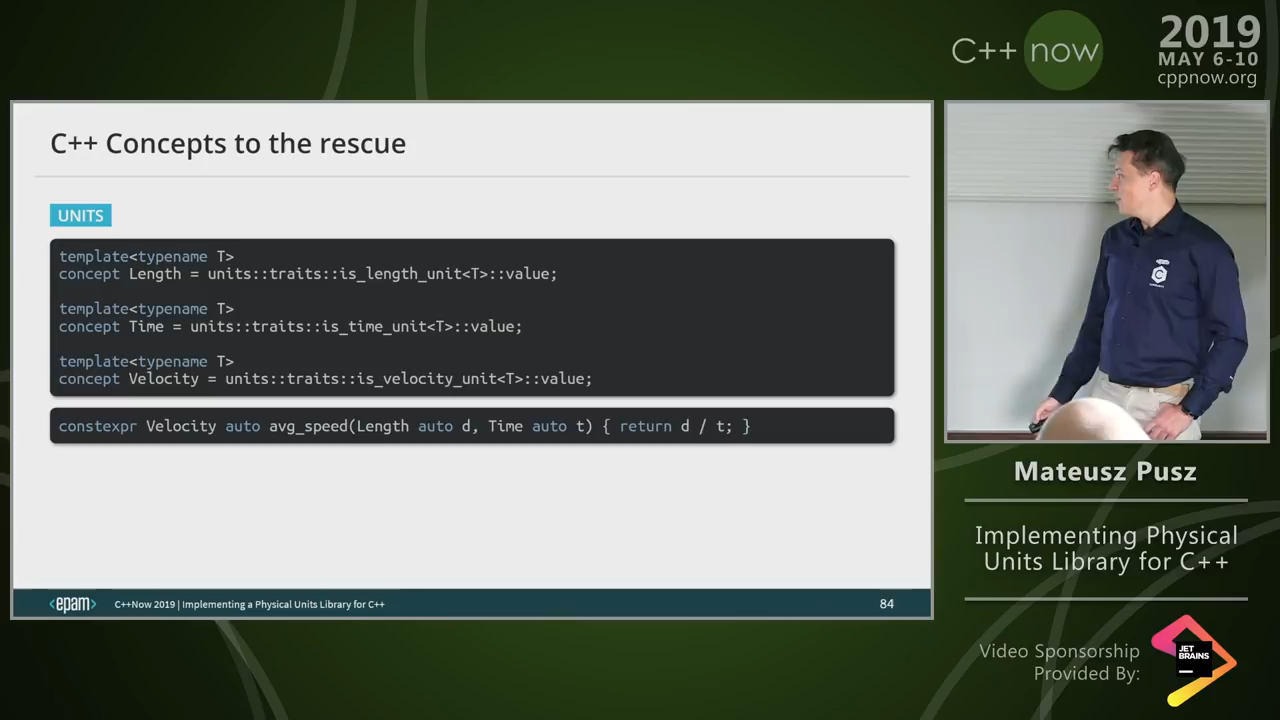 C++ now
2019
MAY 6-10
cppnow.org
C++ Concepts to the rescue
UNITS
template<typename T>
concept Length = units::traits::is_length_unit<T>::value;
template<typename T>
concept Time = units::traits::is_time_unit<T>::value;
template<typename T>
concept Velocity = units::traits::is_velocity_unit<T>::value;
constexpr Velocity auto avg_speed(Length auto d, Time auto t) { return d / t; }
<epam>
C++Now 2019 | Implementing a Physical Units Library for C++
84
Mateusz Pusz
Implementing Physical
Units Library for C++
Video Sponsorship
Provided By:
JET
BRAINS